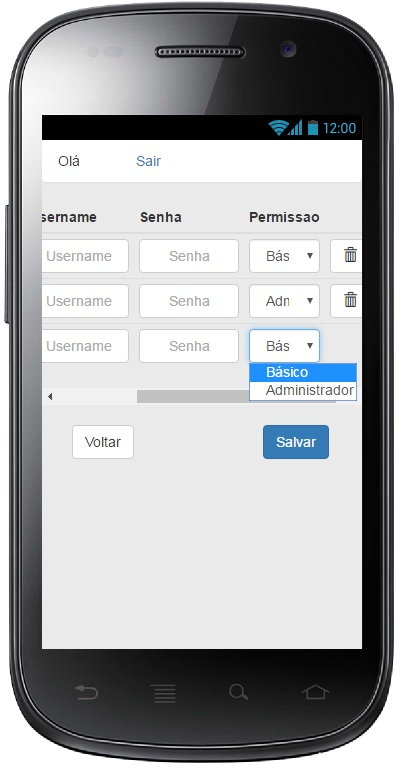 12:00
Olá Sair
sername Senha Permissao
Username Senha Bás
Username Senha Adn
Username Senha Bás
Básico
Administrador
Voltar Salvar